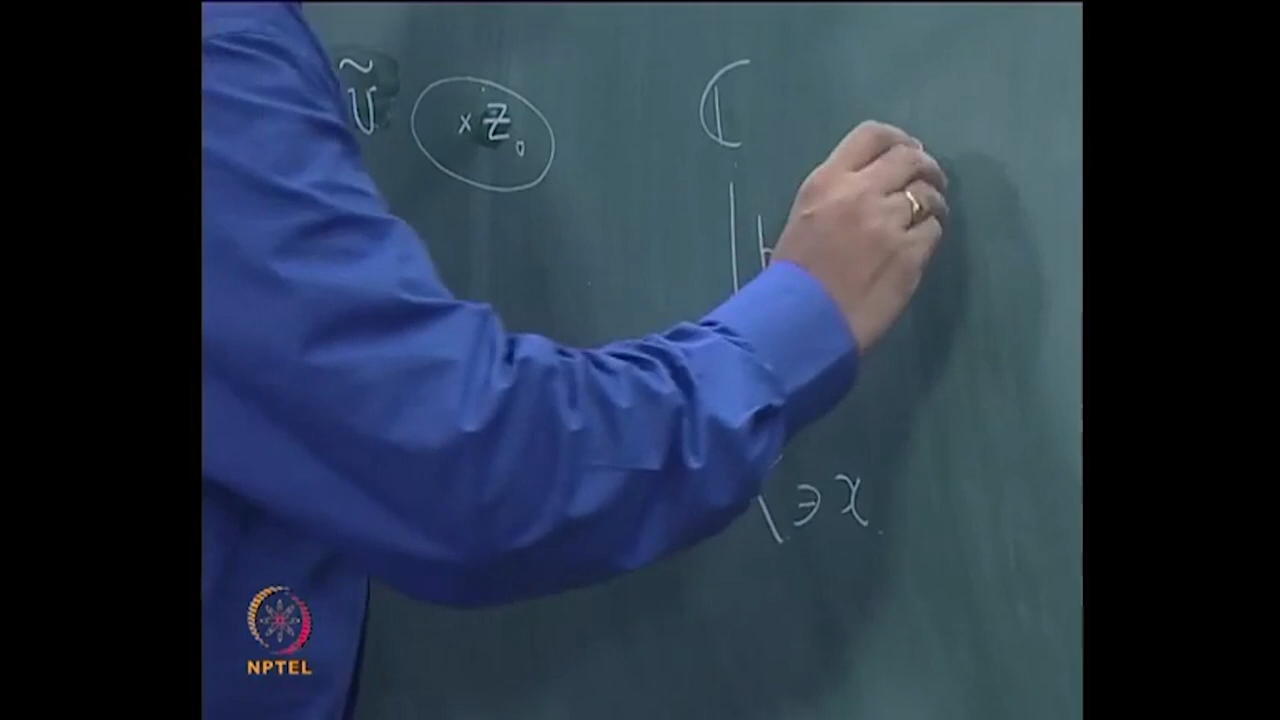 Ũ × z₀ ℂ
∋ x
NPTEL